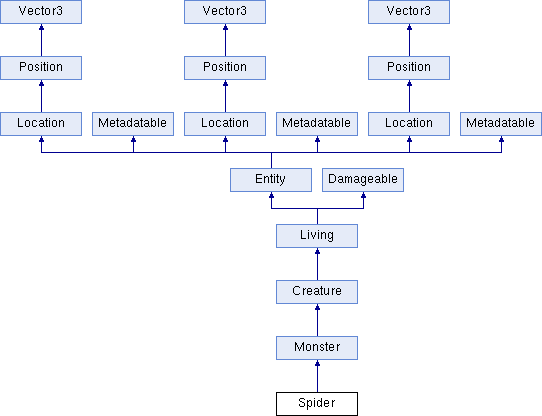 Vector3 Vector3 Vector3
Position Position Position
Location Metadatable Location Metadatable Location Metadatable
Entity Damageable
Living
Creature
Monster
Spider